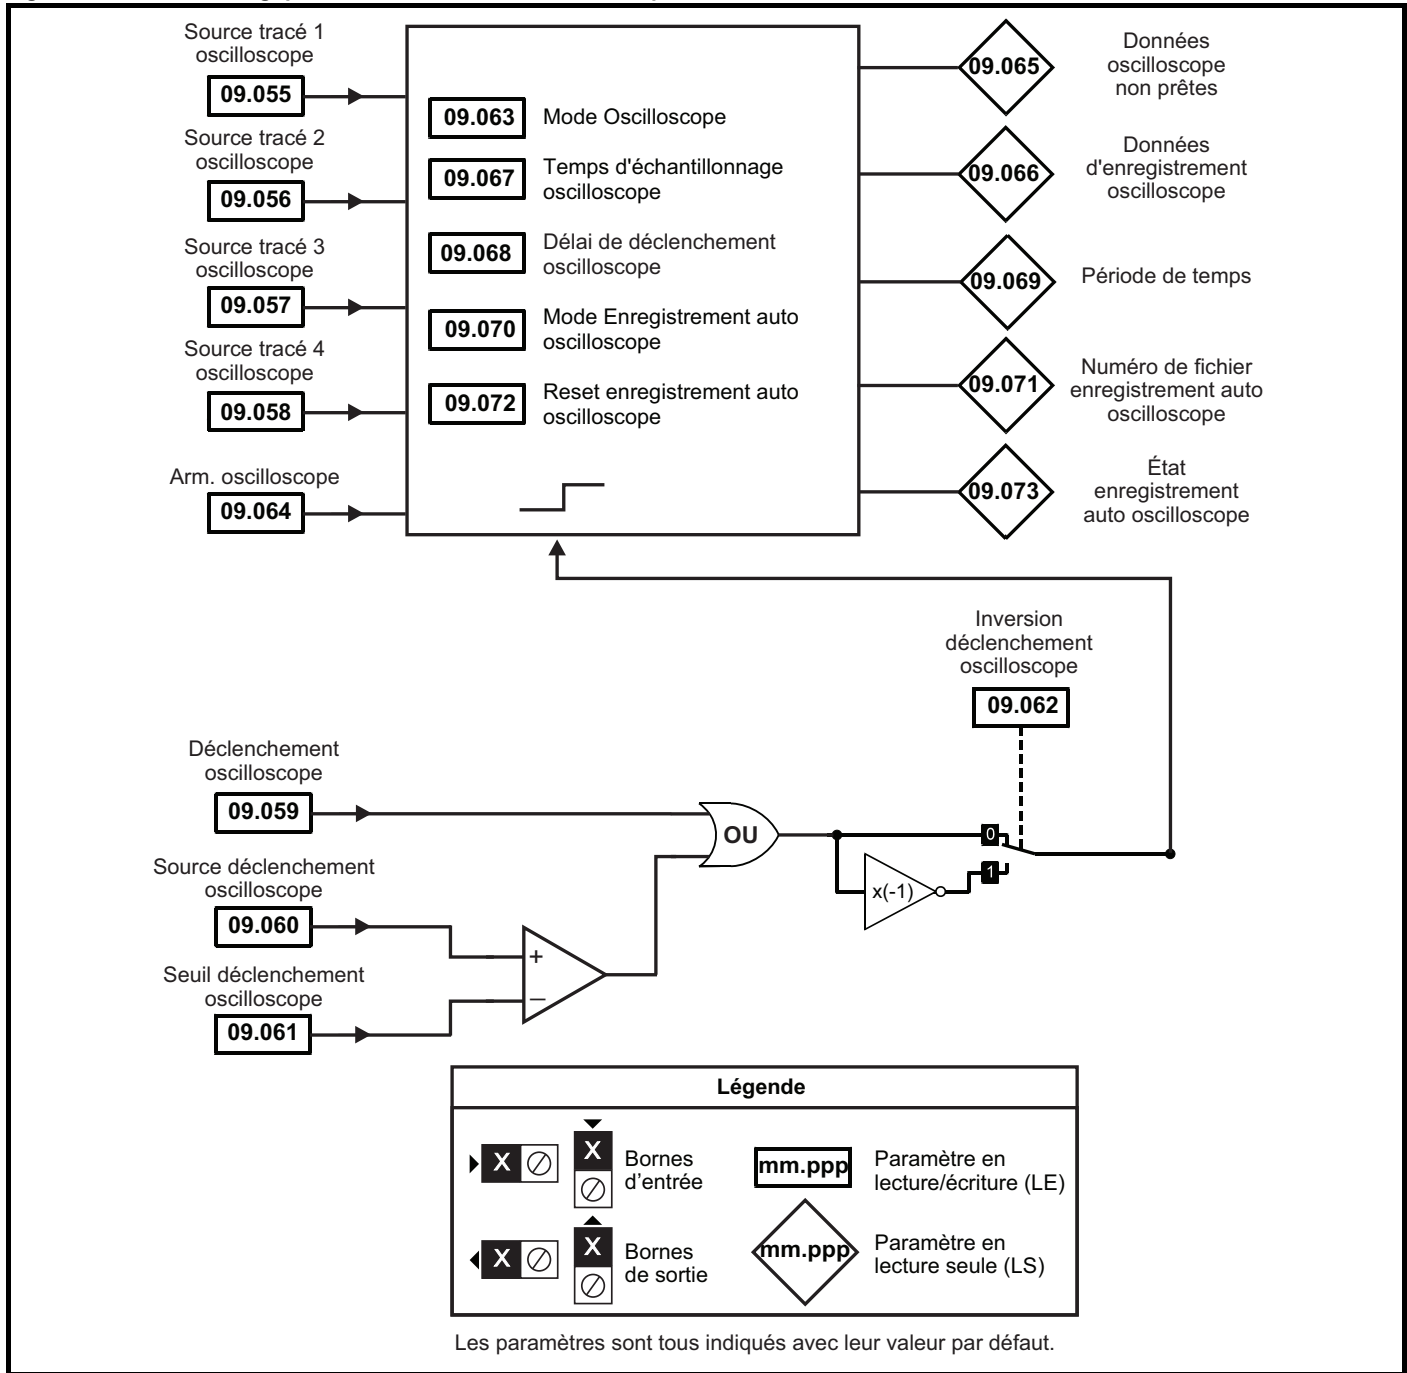 Source tracé 1
oscilloscope
09.055
Source tracé 2
oscilloscope
09.056
Source tracé 3
oscilloscope
09.057
Source tracé 4
oscilloscope
09.058
Arm. oscilloscope
09.064
09.063 Mode Oscilloscope
09.067 Temps d'échantillonnage
oscilloscope
09.068 Délai de déclenchement
oscilloscope
09.070 Mode Enregistrement auto
oscilloscope
09.072 Reset enregistrement auto
oscilloscope
09.065
Données
oscilloscope
non prêtes
09.066
Données
d'enregistrement
oscilloscope
09.069
Période de temps
09.071
Numéro de fichier
enregistrement auto
oscilloscope
09.073
État
enregistrement
auto oscilloscope
Inversion
déclenchement
oscilloscope
09.062
Déclenchement
oscilloscope
09.059
Source déclenchement
oscilloscope
09.060
Seuil déclenchement
oscilloscope
09.061
+
–
OU
x(-1)
0
1
Légende
X
X
Bornes
d'entrée
mm.ppp
Paramètre en
lecture/écriture (LE)
X
X
Bornes
de sortie
mm.ppp
Paramètre en
lecture seule (LS)
Les paramètres sont tous indiqués avec leur valeur par défaut.